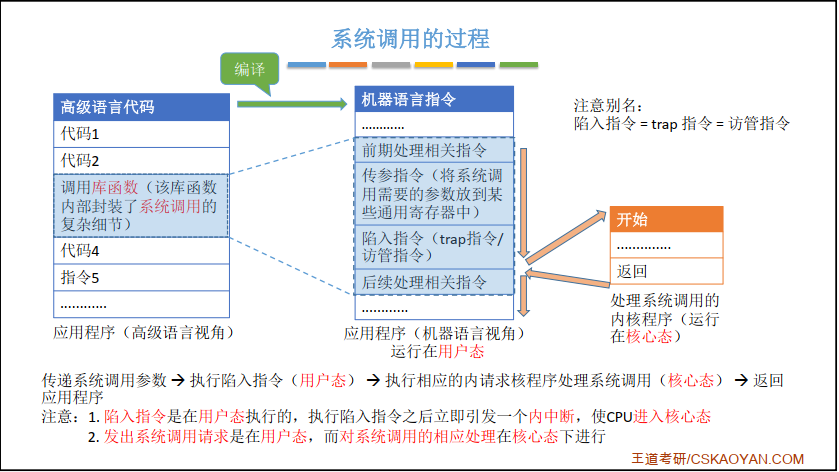 系统调用的过程
编译
高级语言代码
代码1
代码2
调用库函数（该库函数
内部封装了系统调用的
复杂细节）
代码4
指令5
............
应用程序（高级语言视角）
机器语言指令
............
前期处理相关指令
传参指令（将系统调
用需要的参数放到某
些通用寄存器中）
陷入指令（trap指令/
访管指令）
后续处理相关指令
............
应用程序（机器语言视角）
运行在用户态
注意别名：
陷入指令 = trap 指令 = 访管指令
开始
..............
返回
处理系统调用的
内核程序（运行
在核心态）
传递系统调用参数 → 执行陷入指令（用户态） → 执行相应的内请求核程序处理系统调用（核心态） → 返回
应用程序
注意：1. 陷入指令是在用户态执行的，执行陷入指令之后立即引发一个内中断，使CPU进入核心态
2. 发出系统调用请求是在用户态，而对系统调用的相应处理在核心态下进行
王道考研/CSKAOYAN.COM